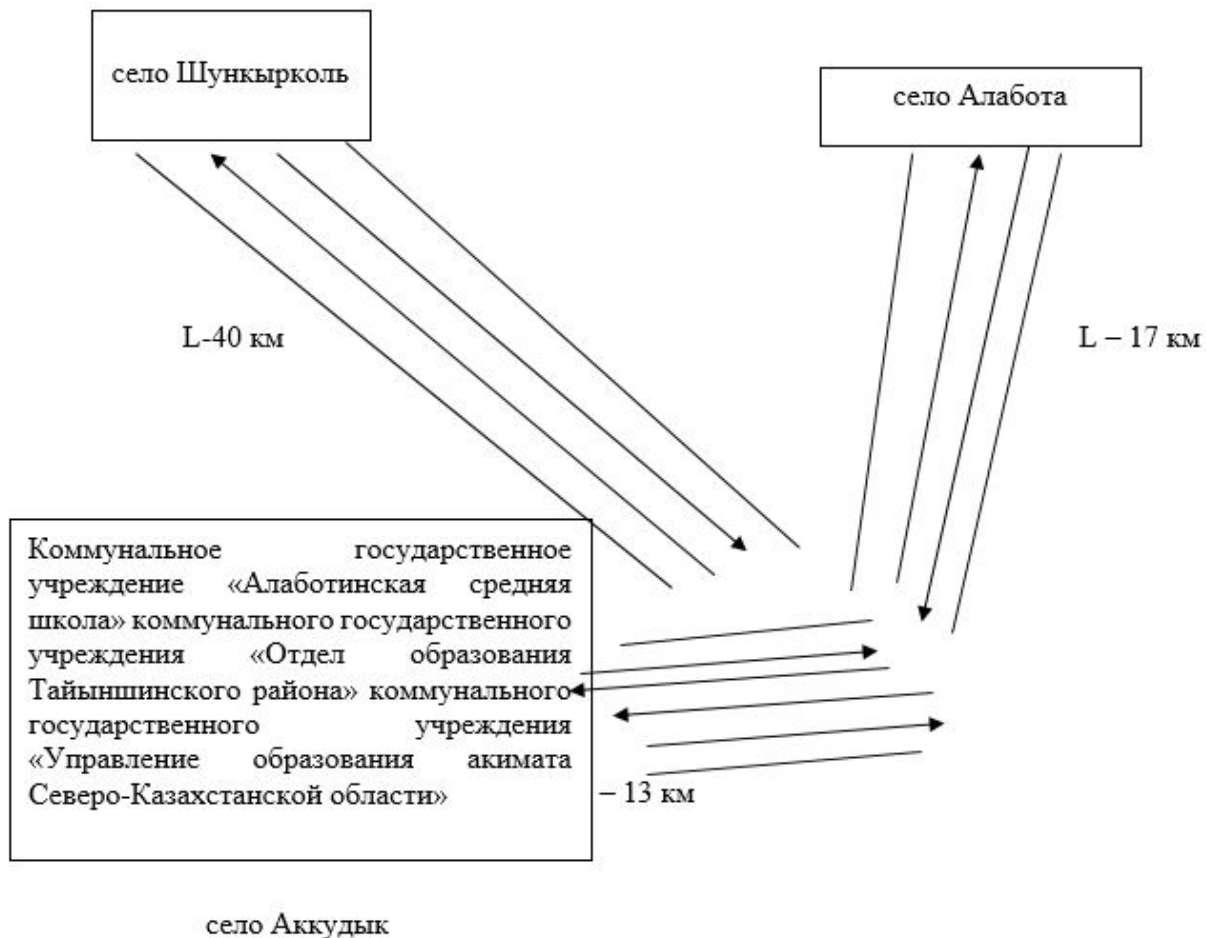 село Шункырколь
село Алабота
L-40 км
L – 17 км
Коммунальное государственное
учреждение «Алаботинская средняя
школа» коммунального государственного
учреждения «Отдел образования
Тайыншинского района» коммунального
государственного учреждения
«Управление образования акимата
Северо-Казахстанской области»
– 13 км
село Аккудык